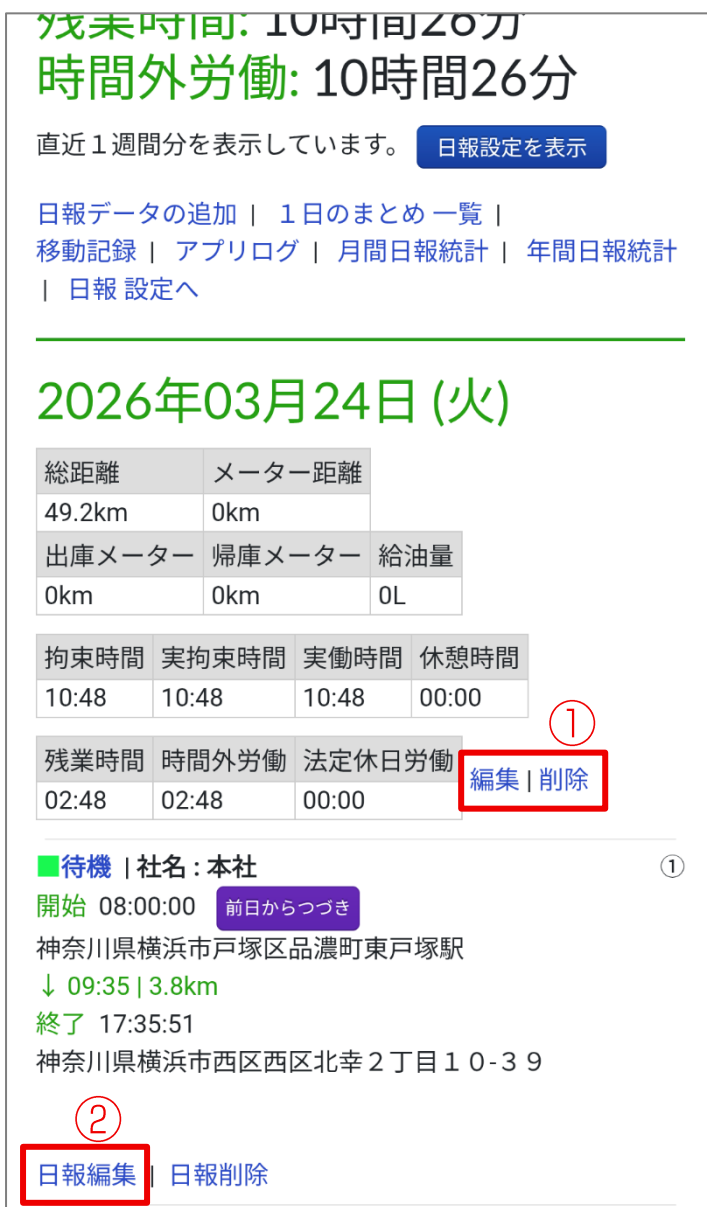 残業時間: 10時間26分
時間外労働: 10時間26分
直近１週間分を表示しています。 日報設定を表示
日報データの追加 | １日のまとめ 一覧 |
移動記録 | アプリログ | 月間日報統計 | 年間日報統計
| 日報 設定へ
2026年03月24日 (火)
総距離 メーター距離
49.2km 0km
出庫メーター 帰庫メーター 給油量
0km 0km 0L
拘束時間 実拘束時間 実働時間 休憩時間
10:48 10:48 10:48 00:00
①
残業時間 時間外労働 法定休日労働
編集 | 削除
02:48 02:48 00:00
待機 | 社名 : 本社 ①
開始 08:00:00 前日からつづき
神奈川県横浜市戸塚区品濃町東戸塚駅
↓ 09:35 | 3.8km
終了 17:35:51
神奈川県横浜市西区西区北幸２丁目１０-３９
②
日報編集 | 日報削除